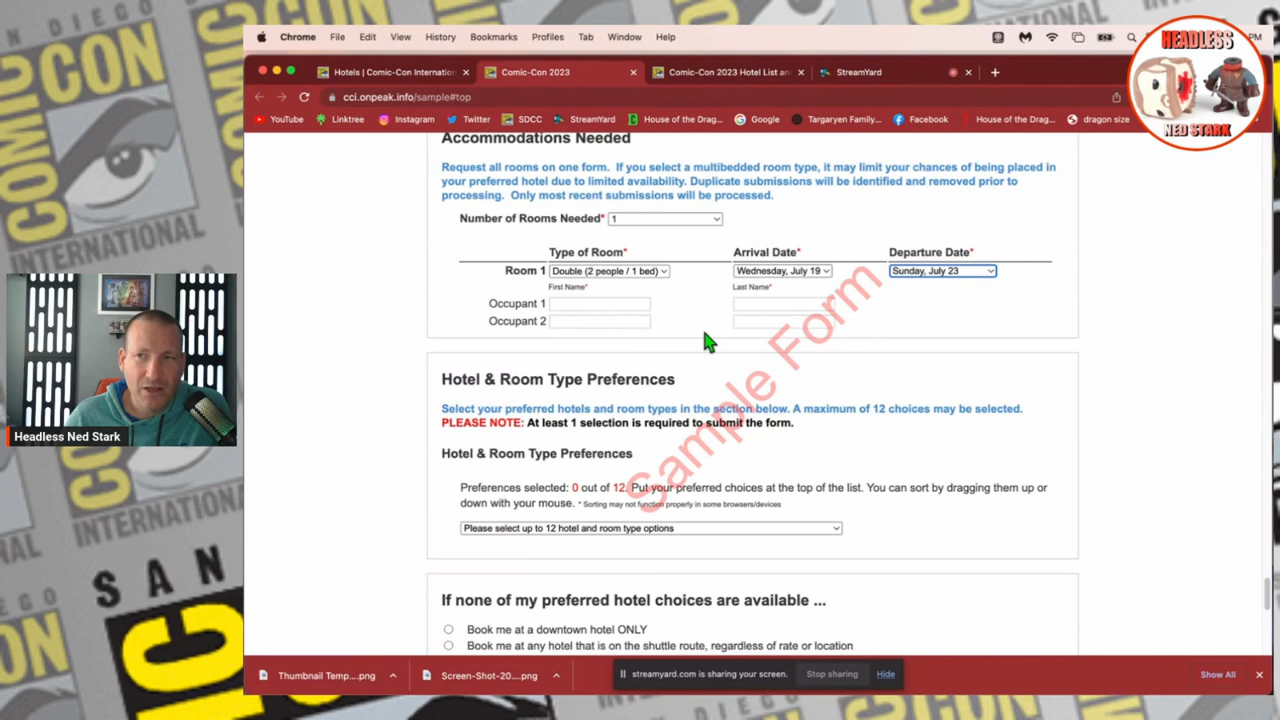 Chrome File Edit View History Bookmarks Profiles Tab Window Help
Hotels | Comic-Con Internation
Comic-Con 2023
Comic-Con 2023 Hotel List an
StreamYard
cci.onpeak.info/sample#top
YouTube Linktree Instagram Twitter SDCC StreamYard House of the Drag... Google Targaryen Family... Facebook House of the Drag... dragon size
HEADLESS
NED STARK
Accommodations Needed
Request all rooms on one form. If you select a multibedded room type, it may limit your chances of being placed in
your preferred hotel due to limited availability. Duplicate submissions will be identified and removed prior to
processing. Only most recent submissions will be processed.
Number of Rooms Needed* 1
Type of Room* Arrival Date* Departure Date*
Room 1 Double (2 people / 1 bed) Wednesday, July 19 Sunday, July 23
First Name* Last Name*
Occupant 1
Occupant 2
Sample Form
Hotel & Room Type Preferences
Select your preferred hotels and room types in the section below. A maximum of 12 choices may be selected.
PLEASE NOTE: At least 1 selection is required to submit the form.
Hotel & Room Type Preferences
Preferences selected: 0 out of 12. Put your preferred choices at the top of the list. You can sort by dragging them up or
down with your mouse. * Sorting may not function properly in some browsers/devices
Please select up to 12 hotel and room type options
If none of my preferred hotel choices are available ...
Book me at a downtown hotel ONLY
Book me at any hotel that is on the shuttle route, regardless of rate or location
Thumbnail Temp....png
Screen-Shot-20....png
streamyard.com is sharing your screen. Stop sharing Hide
Show All
Headless Ned Stark
COMIC CON
INTERNATIONAL
SAN